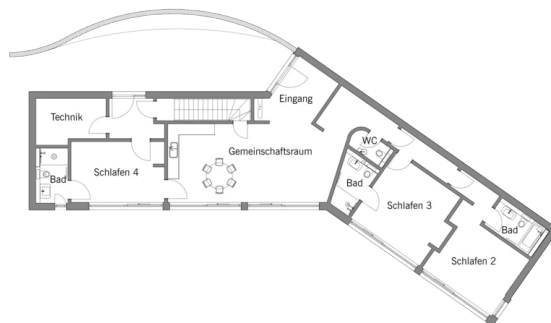 Eingang
Technik
WC
Gemeinschaftsraum
Schlafen 4
Bad
Bad
Schlafen 3
Bad
Schlafen 2